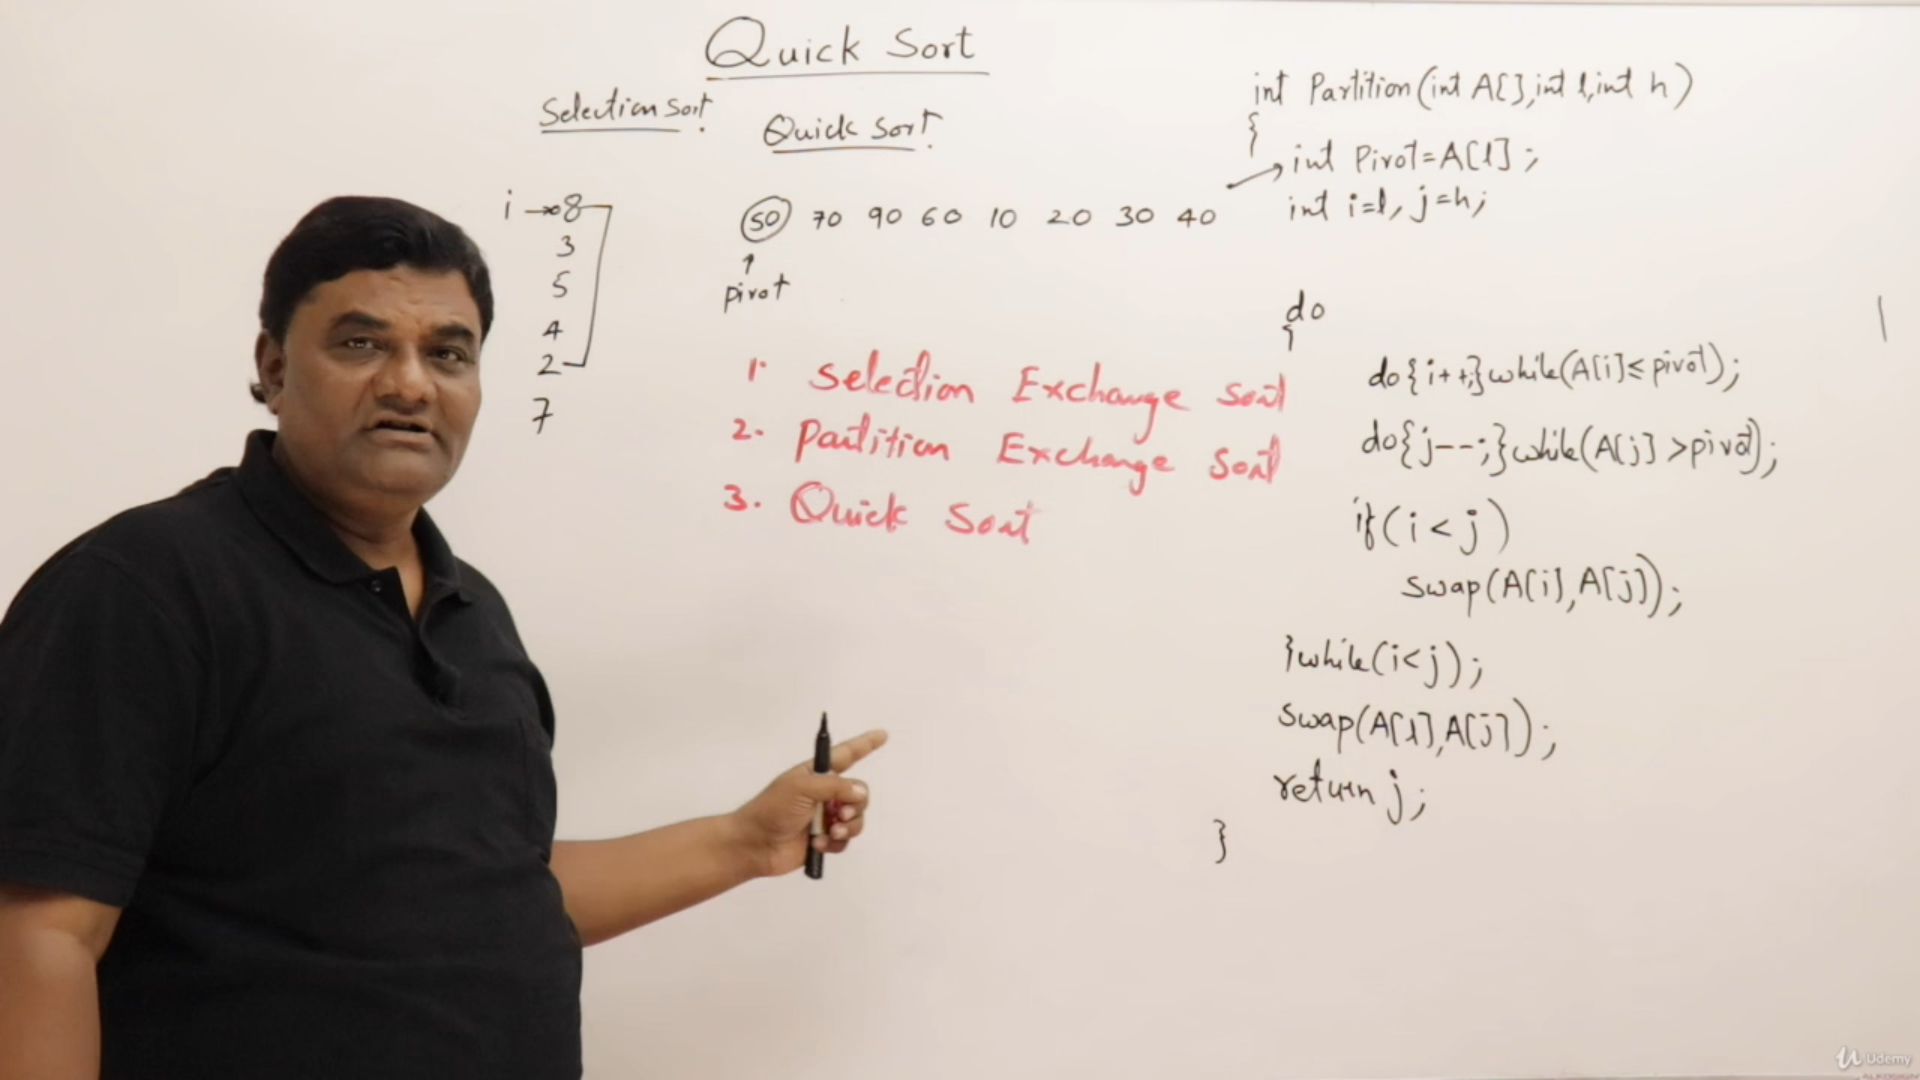 Quick Sort
Selection Sort
Quick Sort
i → 8
3
5
4
2
7
50 70 90 60 10 20 30 40
↑
pivot
1. Selection Exchange Sort
2. Partition Exchange Sort
3. Quick Sort
int Partition(int A[],int l,int h)
{
int Pivot=A[l];
int i=l, j=h;
do
{
do{i++;}while(A[i]≤pivot);
do{j--;}while(A[j]>pivot);
if(i<j)
swap(A[i],A[j]);
}while(i<j);
swap(A[l],A[j]);
return j;
}
Udemy